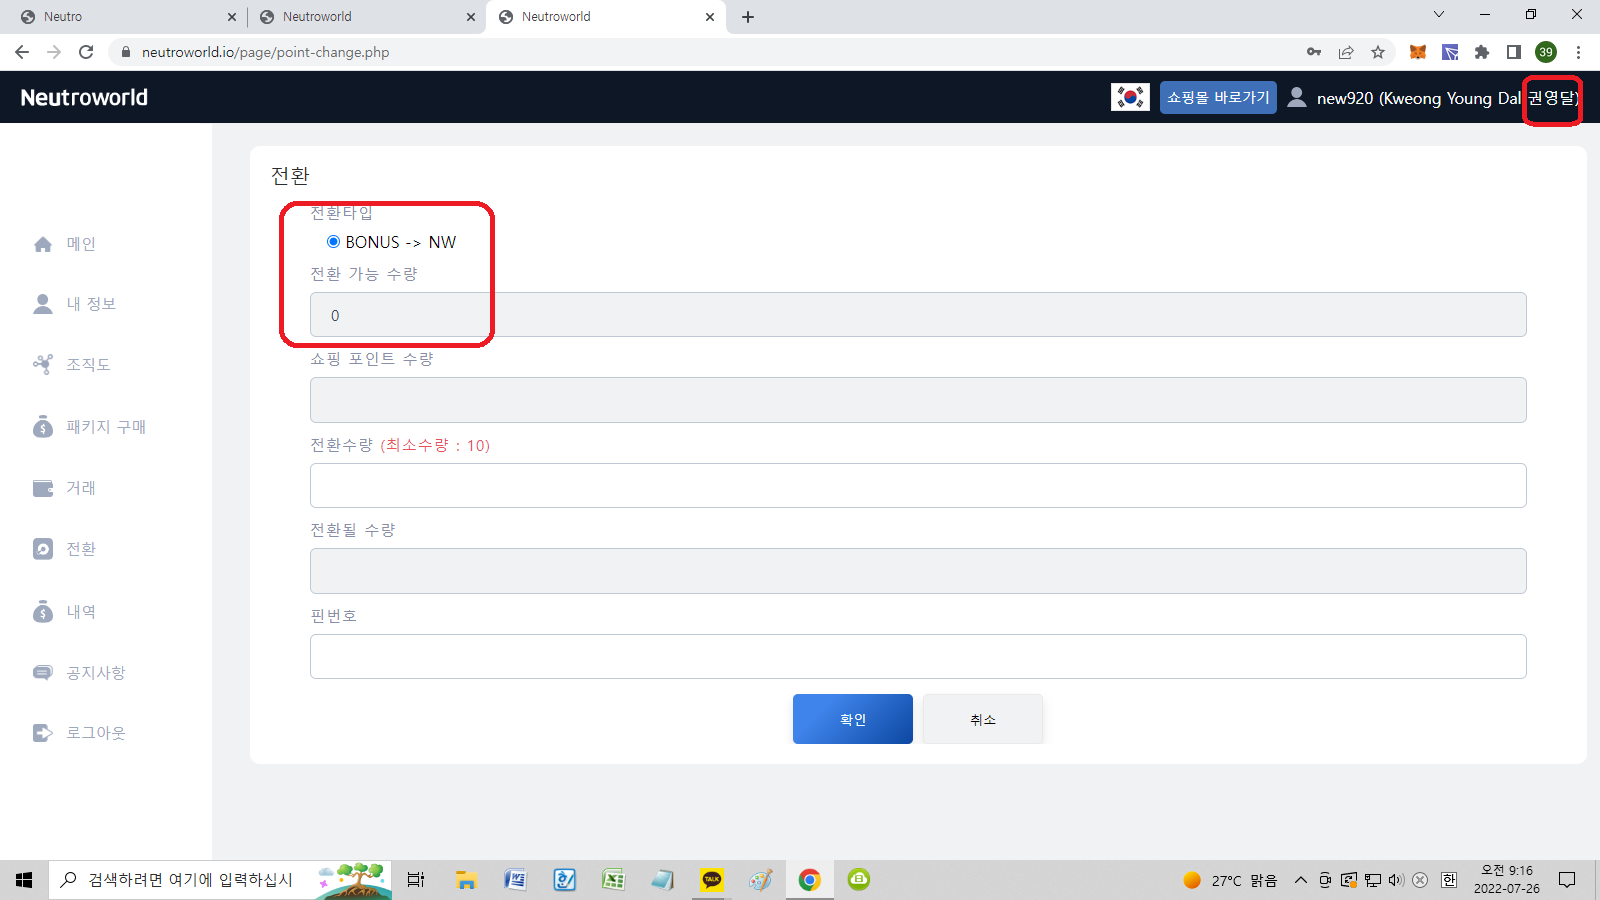 Neutro
Neutroworld
Neutroworld
neutroworld.io/page/point-change.php
39
Neutroworld
쇼핑몰 바로가기
new920 (Kweong Young Dal 권영달)
메인
내 정보
조직도
패키지 구매
거래
전환
내역
공지사항
로그아웃
전환
전환타입
BONUS -> NW
전환 가능 수량
0
쇼핑 포인트 수량
전환수량 (최소수량 : 10)
전환될 수량
핀번호
확인
취소
검색하려면 여기에 입력하십시
TALK
27°C 맑음
한
오전 9:16
2022-07-26